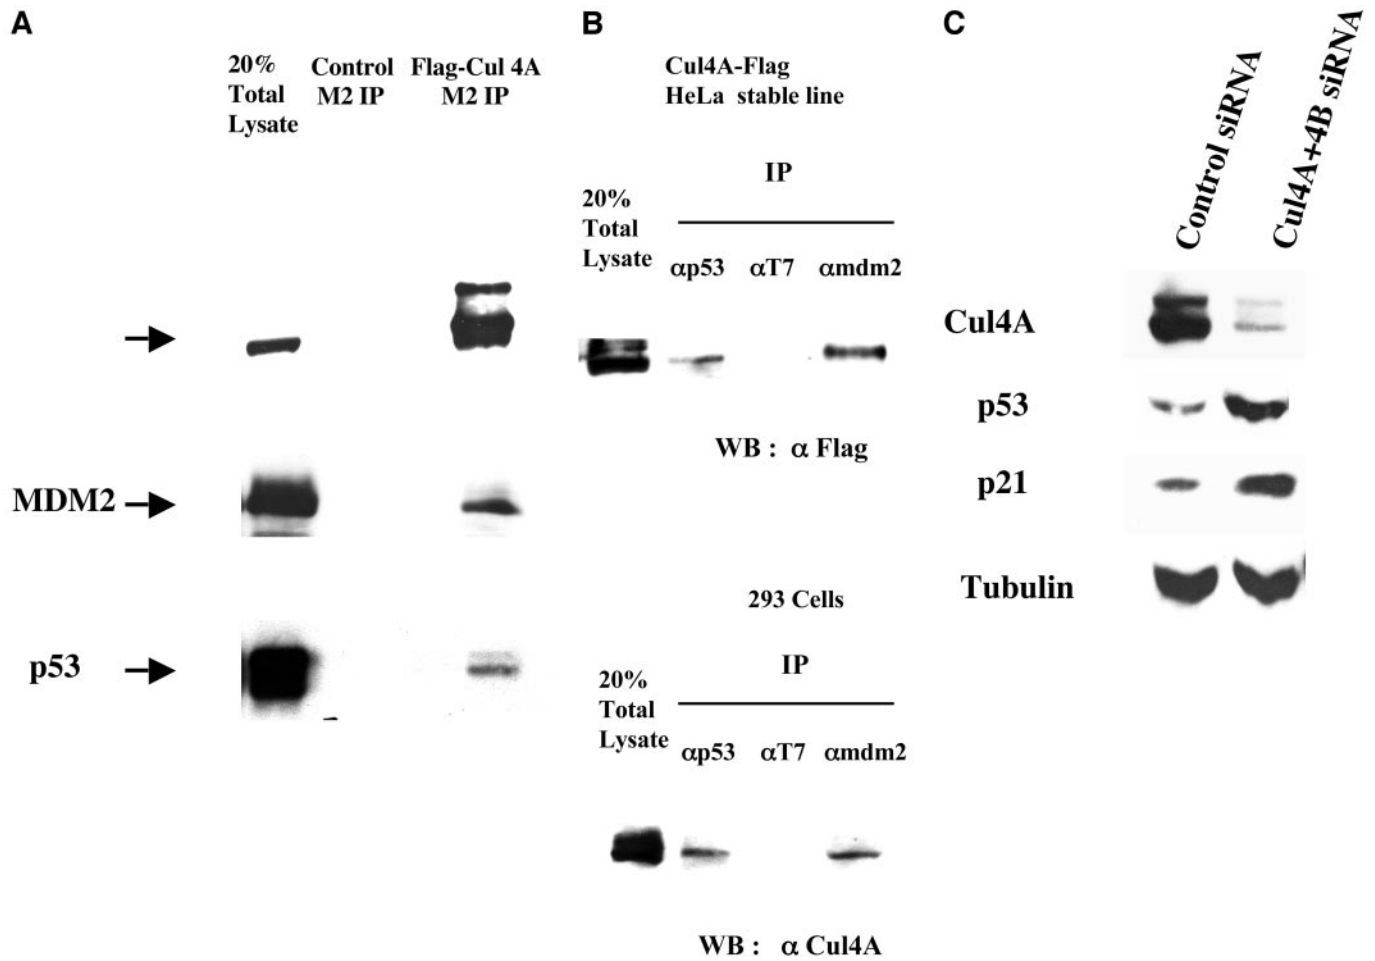 A
20%
Total
Lysate
Control
M2 IP
Flag-Cul 4A
M2 IP
MDM2
p53
B
Cul4A-Flag
HeLa stable line
IP
20%
Total
Lysate
αp53 αT7 αmdm2
WB : α Flag
293 Cells
IP
20%
Total
Lysate
αp53 αT7 αmdm2
WB : α Cul4A
C
Control siRNA
Cul4A+4B siRNA
Cul4A
p53
p21
Tubulin